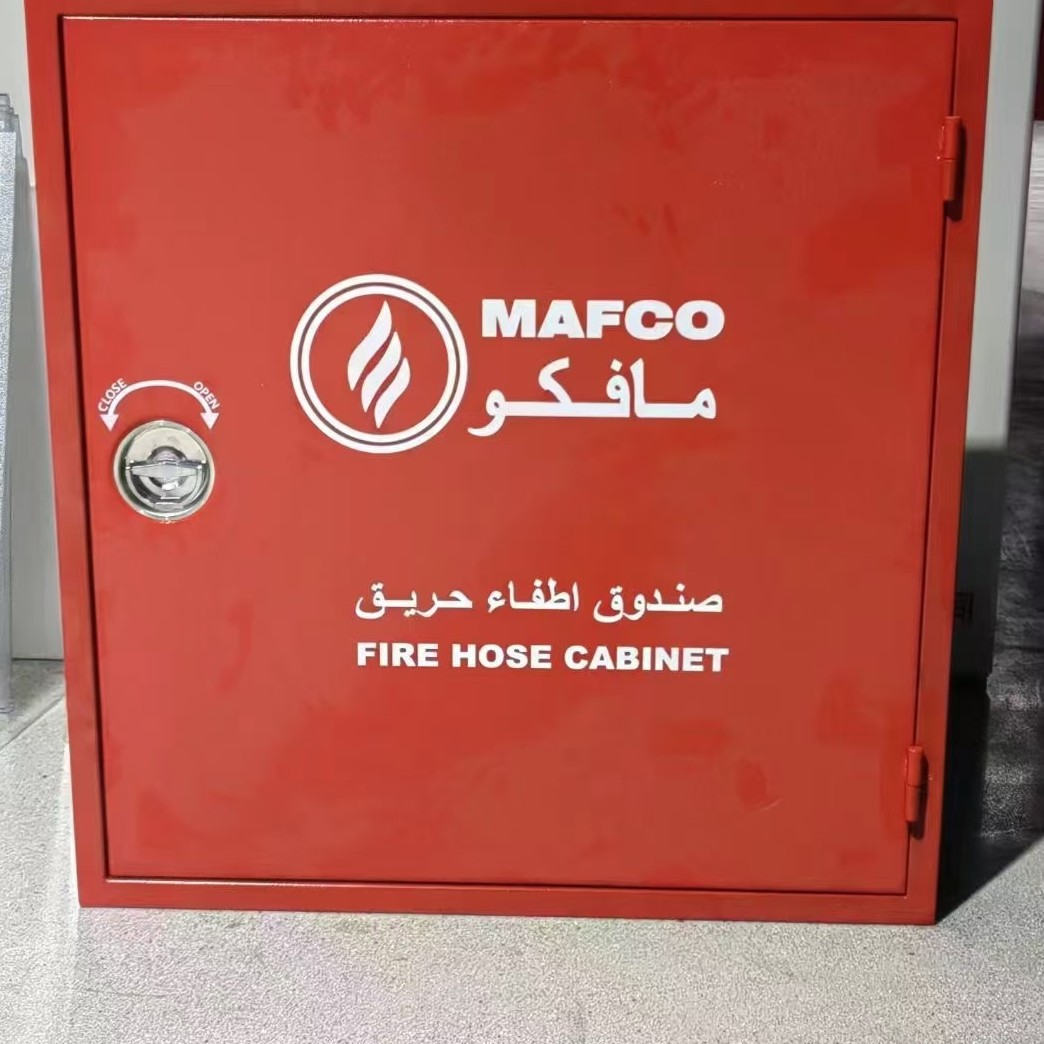 MAFCO
مافكو
CLOSE
OPEN
صندوق اطفاء حريق
FIRE HOSE CABINET